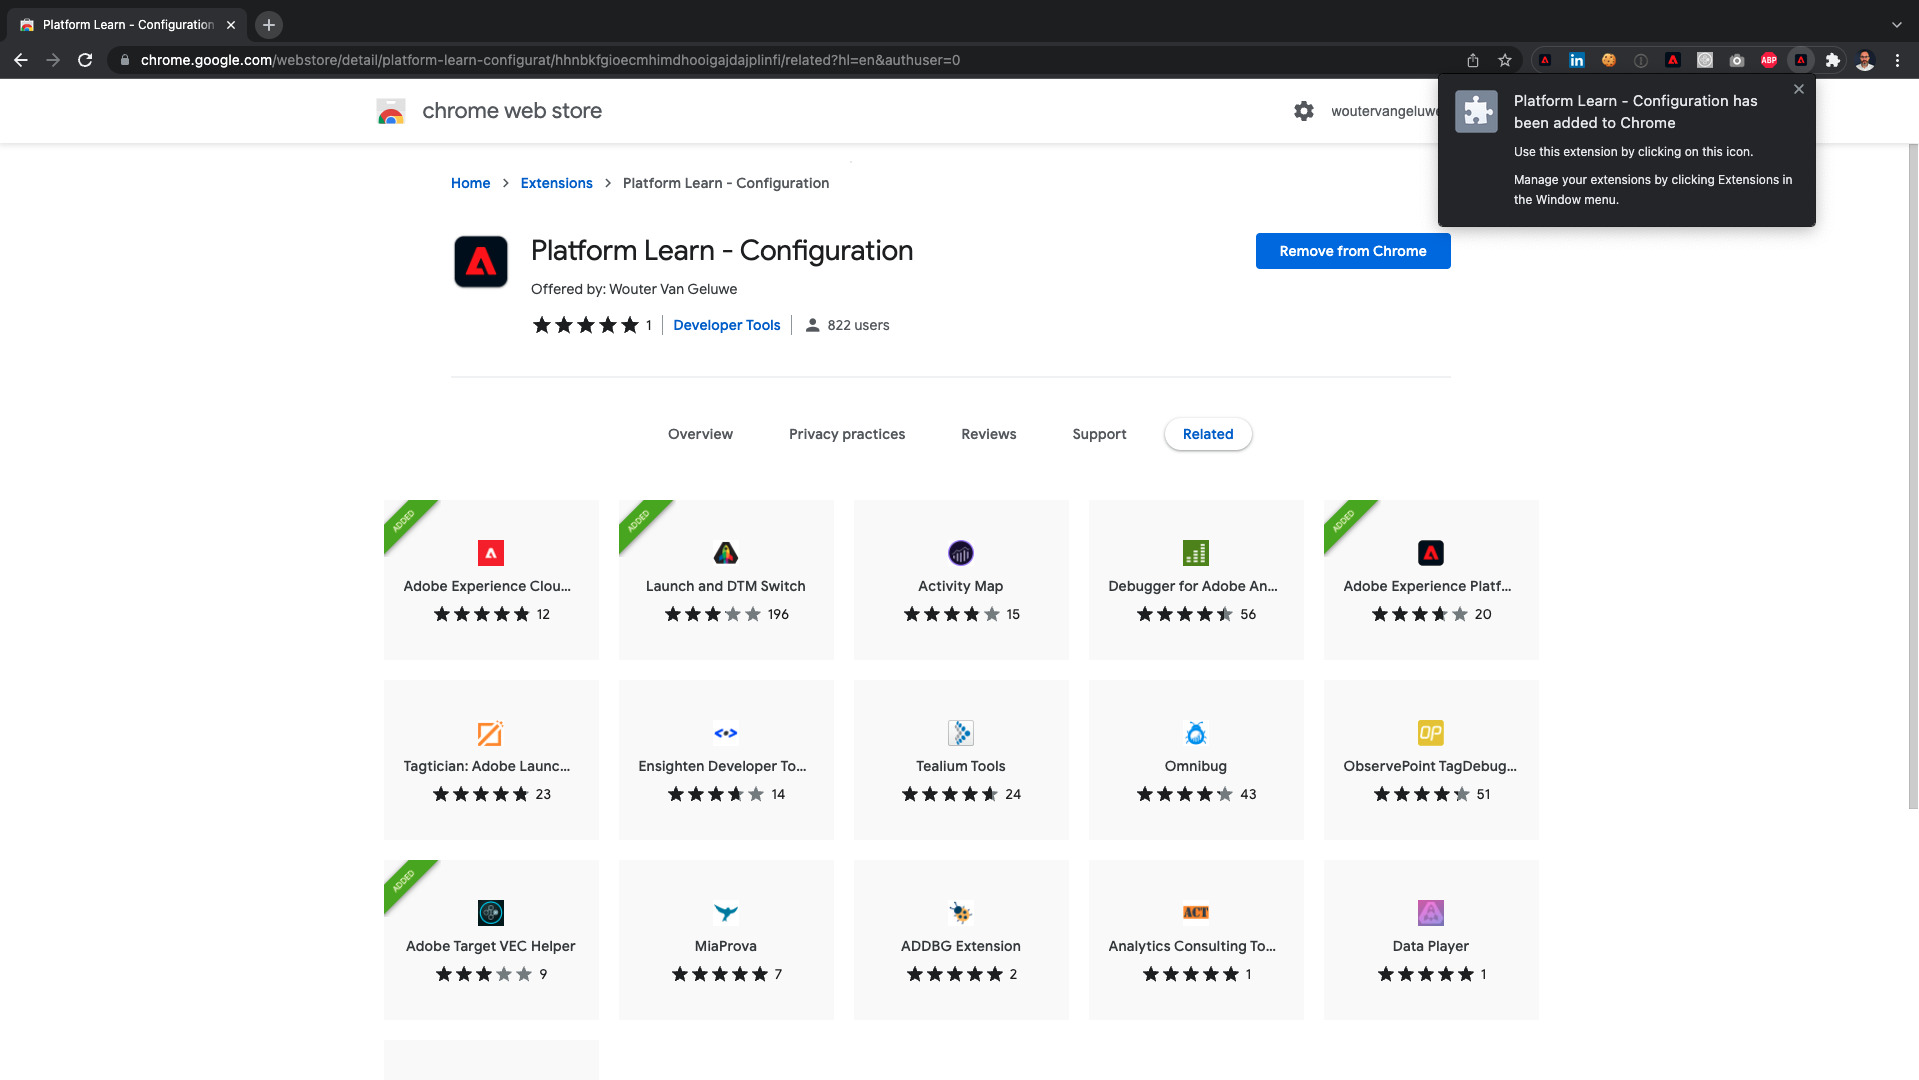 Platform Learn - Configuration
chrome.google.com/webstore/detail/platform-learn-configurat/hhnbkfgioecmhimdhooigajdajplinfi/related?hl=en&authuser=0
ABP
chrome web store
woutervangeluwe
Platform Learn - Configuration has
been added to Chrome
Use this extension by clicking on this icon.
Manage your extensions by clicking Extensions in
the Window menu.
Home > Extensions > Platform Learn - Configuration
Platform Learn - Configuration
Remove from Chrome
Offered by: Wouter Van Geluwe
1 Developer Tools 822 users
Overview Privacy practices Reviews Support Related
ADDED ADDED ADDED
Adobe Experience Clou... Launch and DTM Switch Activity Map Debugger for Adobe An... Adobe Experience Platf...
12 196 15 56 20
OP
Tagtician: Adobe Launc... Ensighten Developer To... Tealium Tools Omnibug ObservePoint TagDebug...
23 14 24 43 51
ADDED
ACT
Adobe Target VEC Helper MiaProva ADDBG Extension Analytics Consulting To... Data Player
9 7 2 1 1